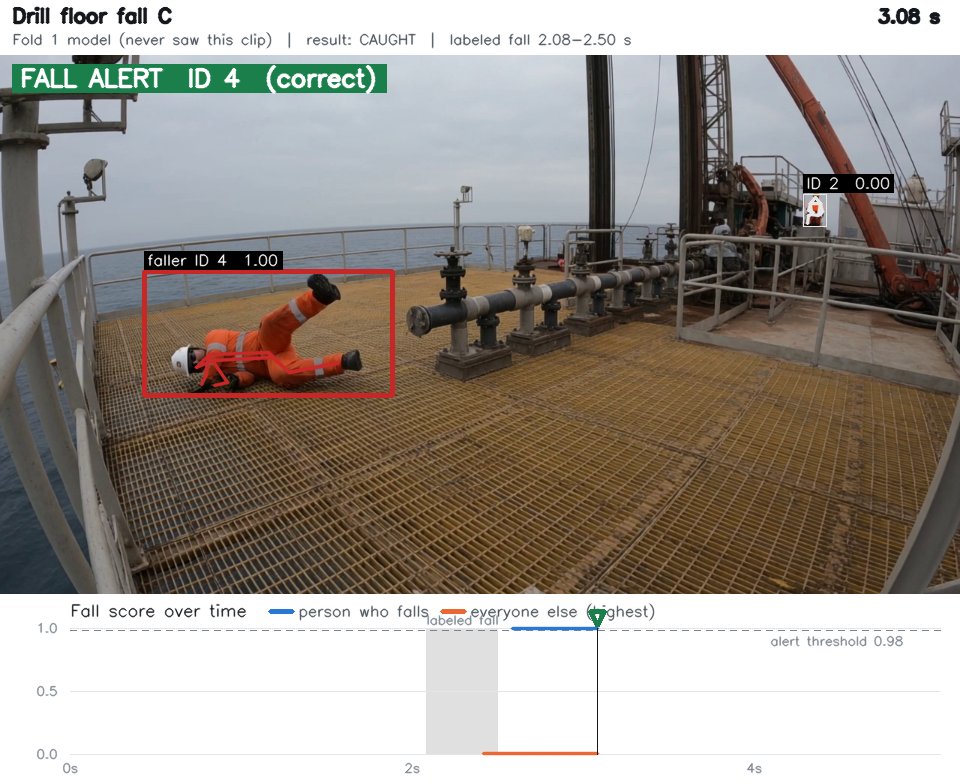 Drill floor fall C
3.08 s
Fold 1 model (never saw this clip) | result: CAUGHT | labeled fall 2.08–2.50 s
FALL ALERT ID 4 (correct)
ID 2 0.00
faller ID 4 1.00
Fall score over time
person who falls
everyone else (highest)
labeled fall
1.0
alert threshold 0.98
0.5
0.0
0s
2s
4s